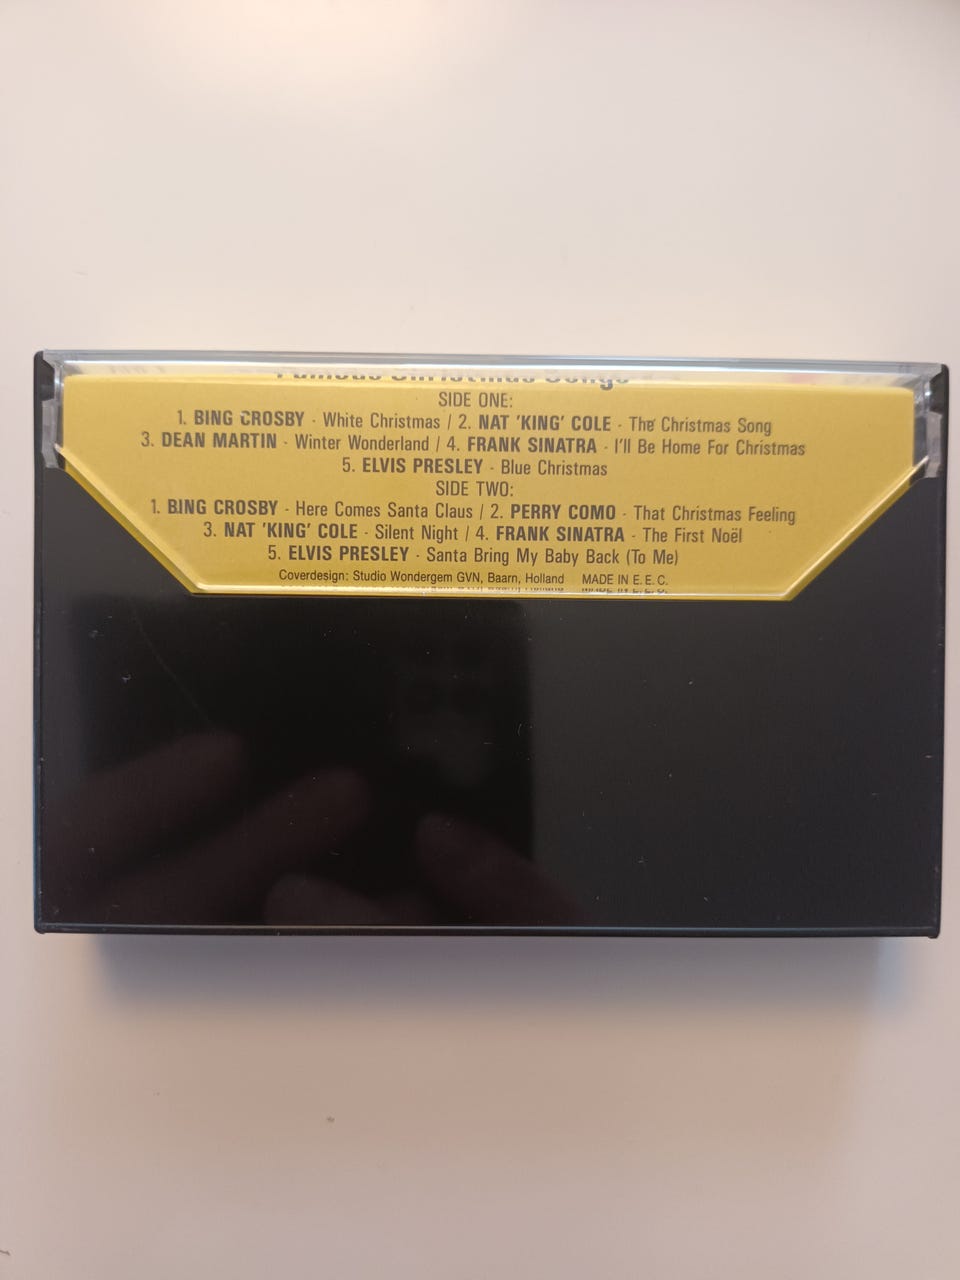 Famous Christmas Songs
SIDE ONE:
1. BING CROSBY - White Christmas / 2. NAT 'KING' COLE - The Christmas Song
3. DEAN MARTIN - Winter Wonderland / 4. FRANK SINATRA - I'll Be Home For Christmas
5. ELVIS PRESLEY - Blue Christmas
SIDE TWO:
1. BING CROSBY - Here Comes Santa Claus / 2. PERRY COMO - That Christmas Feeling
3. NAT 'KING' COLE - Silent Night / 4. FRANK SINATRA - The First Noël
5. ELVIS PRESLEY - Santa Bring My Baby Back (To Me)
Coverdesign: Studio Wondergem GVN, Baarn, Holland MADE IN E.E.C.